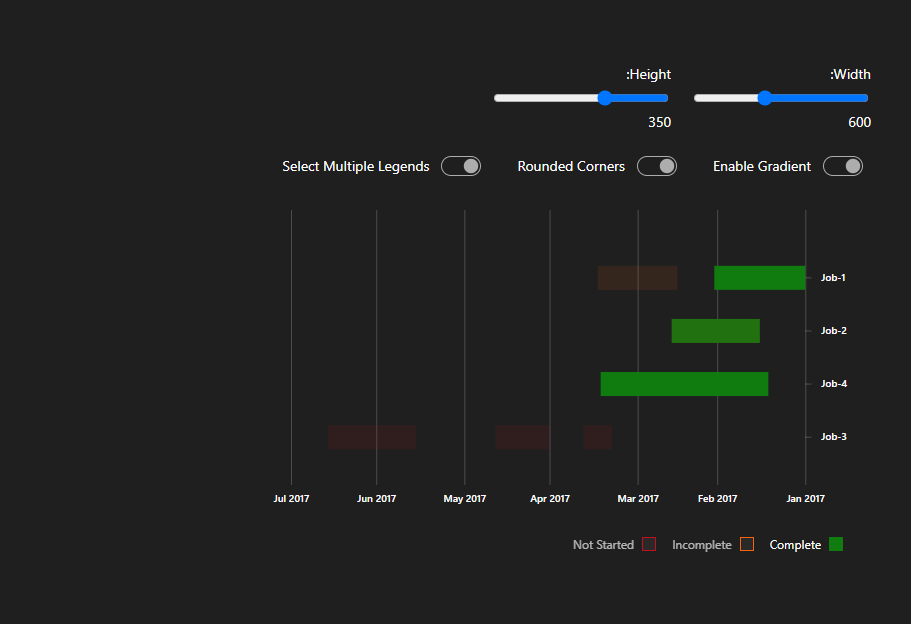 :Width
:Height
600
350
Enable Gradient
Rounded Corners
Select Multiple Legends
Job-1
Job-2
Job-4
Job-3
Jan 2017
Feb 2017
Mar 2017
Apr 2017
May 2017
Jun 2017
Jul 2017
Complete
Incomplete
Not Started